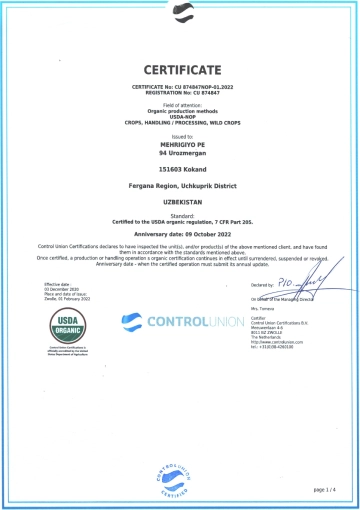 CERTIFICATE
CERTIFICATE No: CU 874847NOP-01.2022
REGISTRATION No: CU 874847
Field of attention:
Organic production methods
USDA-NOP
CROPS, HANDLING / PROCESSING, WILD CROPS
Issued to:
MEHRIGIYO PE
94 Urozmergan
151603 Kokand
Fergana Region, Uchkuprik District
UZBEKISTAN
Standard:
Certified to the USDA organic regulation, 7 CFR Part 205.
Anniversary date: 09 October 2022
Control Union Certifications declares to have inspected the unit(s), and/or product(s) of the above mentioned client, and have found
them in accordance with the standards mentioned above.
Once certified, a production or handling operation s organic certification continues in effect until surrendered, suspended or revoked.
Anniversary date - when the certified operation must submit its annual update.
Effective date :
03 December 2020
Place and date of issue:
Zwolle, 01 February 2022
Declared by:
On behalf of the Managing Director
Mrs.
Certifier
Control Union Certifications B.V.
Meeuwenlaan 4-6
8011 BZ ZWOLLE
The Netherlands
http://www.controlunion.com
tel.: +31(0)38-4260100
USDA
ORGANIC
Control Union Certifications is
officially accredited by the United
States Department of Agriculture
CONTROLUNION
CONTROLUNION
CERTIFIED
page 1 / 4